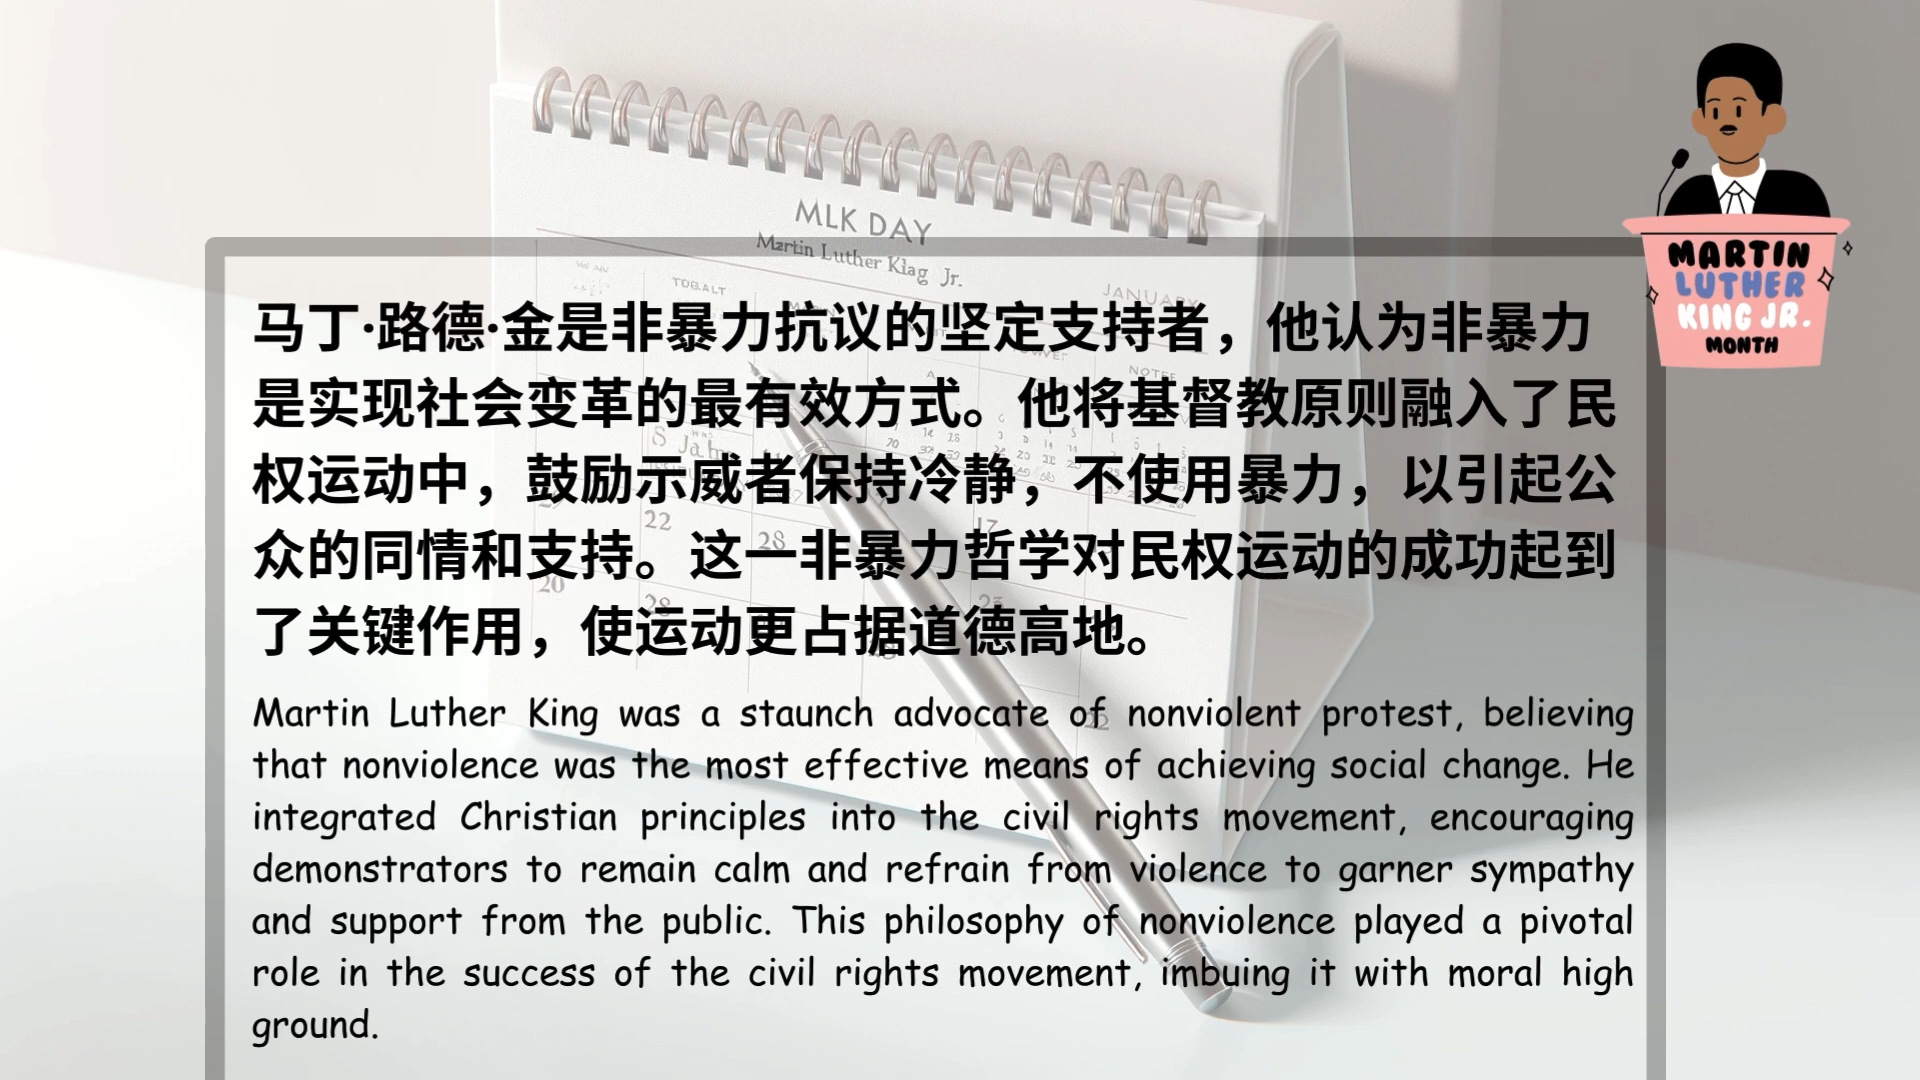 MLK DAY
Martin Luther Klag Jr.
JANUARY
MARTIN
LUTHER
KING JR.
MONTH
马丁·路德·金是非暴力抗议的坚定支持者，他认为非暴力
是实现社会变革的最有效方式。他将基督教原则融入了民
权运动中，鼓励示威者保持冷静，不使用暴力，以引起公
众的同情和支持。这一非暴力哲学对民权运动的成功起到
了关键作用，使运动更占据道德高地。
Martin Luther King was a staunch advocate of nonviolent protest, believing
that nonviolence was the most effective means of achieving social change. He
integrated Christian principles into the civil rights movement, encouraging
demonstrators to remain calm and refrain from violence to garner sympathy
and support from the public. This philosophy of nonviolence played a pivotal
role in the success of the civil rights movement, imbuing it with moral high
ground.
22
28
17
20
28
23
22